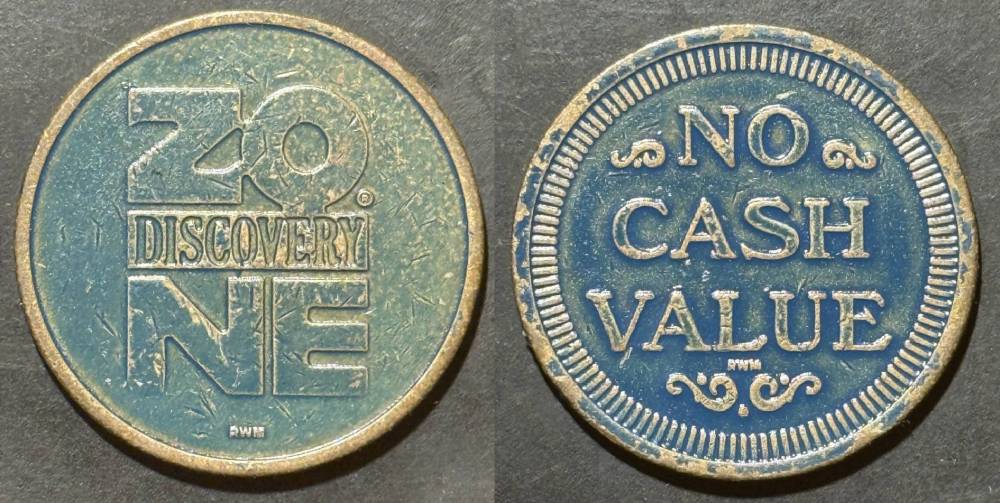 ZO®
DISCOVERY
NE
RWM
NO
CASH
VALUE
RWM